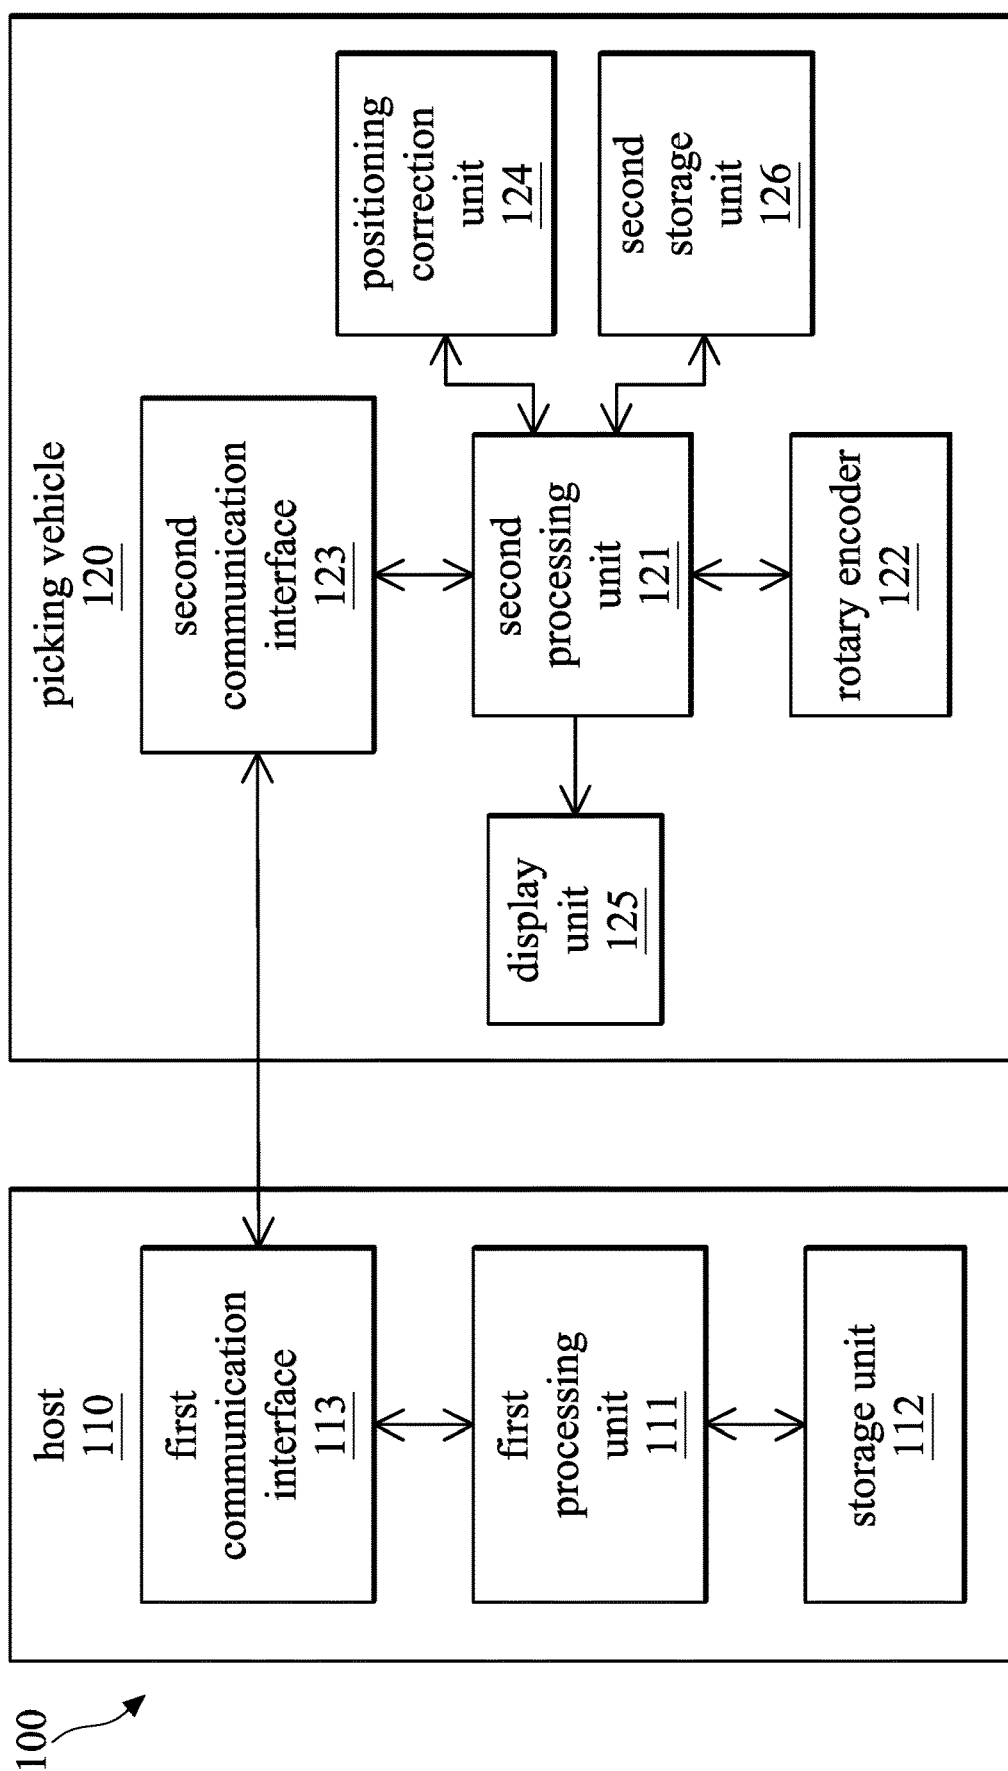 100
host
110
first
communication
interface
113
first
processing
unit
111
storage unit
112
picking vehicle
120
second
communication
interface
123
display
unit
125
second
processing
unit
121
rotary encoder
122
positioning
correction
unit
124
second
storage
unit
126